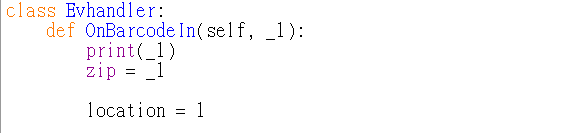 class Evhandler:
    def OnBarcodeIn(self, _1):
        print(_1)
        zip = _1
        location = 1